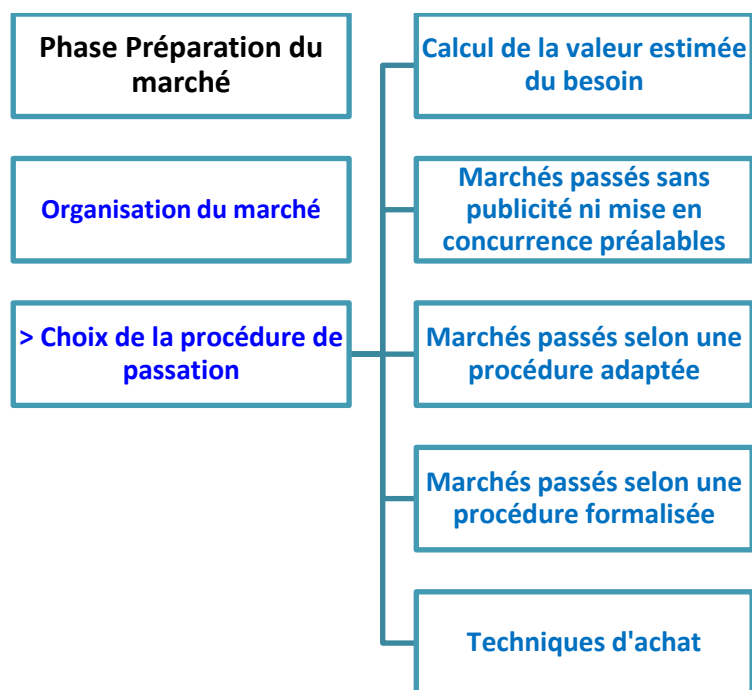 Phase Préparation du
marché
Organisation du marché
> Choix de la procédure de
passation
Calcul de la valeur estimée
du besoin
Marchés passés sans
publicité ni mise en
concurrence préalables
Marchés passés selon une
procédure adaptée
Marchés passés selon une
procédure formalisée
Techniques d'achat